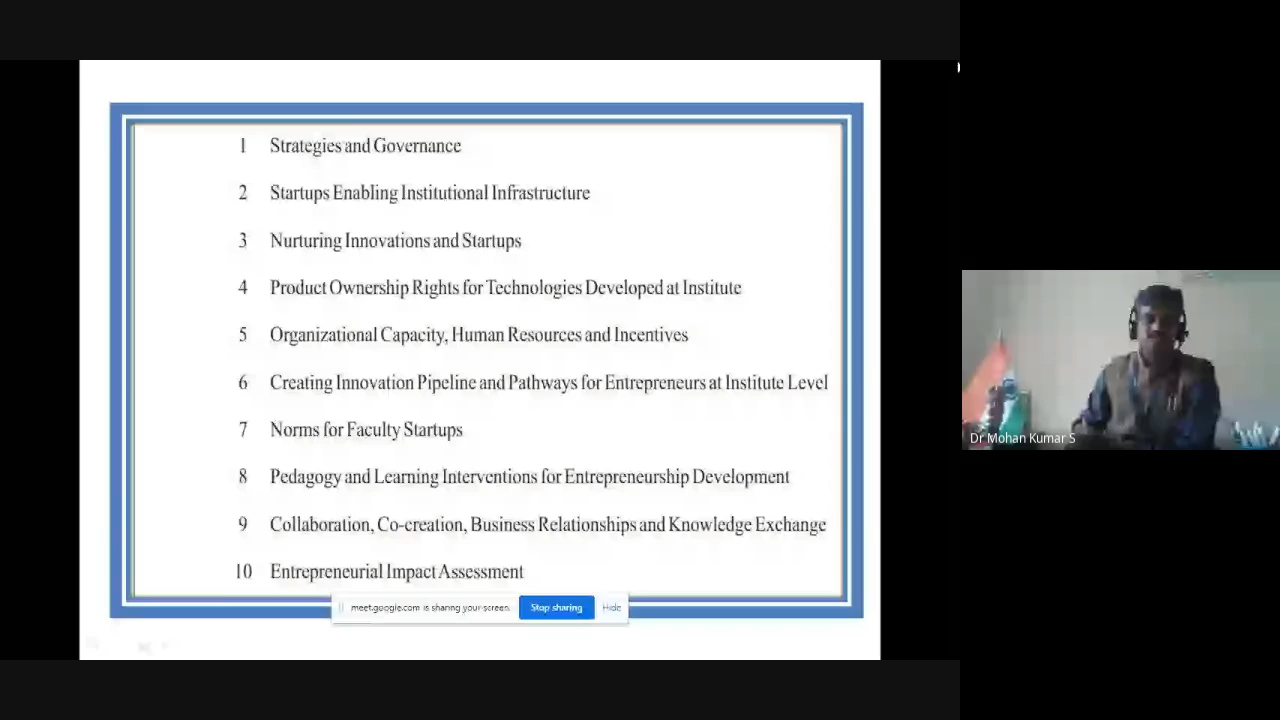 1 Strategies and Governance
2 Startups Enabling Institutional Infrastructure
3 Nurturing Innovations and Startups
4 Product Ownership Rights for Technologies Developed at Institute
5 Organizational Capacity, Human Resources and Incentives
6 Creating Innovation Pipeline and Pathways for Entrepreneurs at Institute Level
7 Norms for Faculty Startups
8 Pedagogy and Learning Interventions for Entrepreneurship Development
9 Collaboration, Co-creation, Business Relationships and Knowledge Exchange
10 Entrepreneurial Impact Assessment
meet.google.com is sharing your screen. Stop sharing Hide
Dr Mohan Kumar S